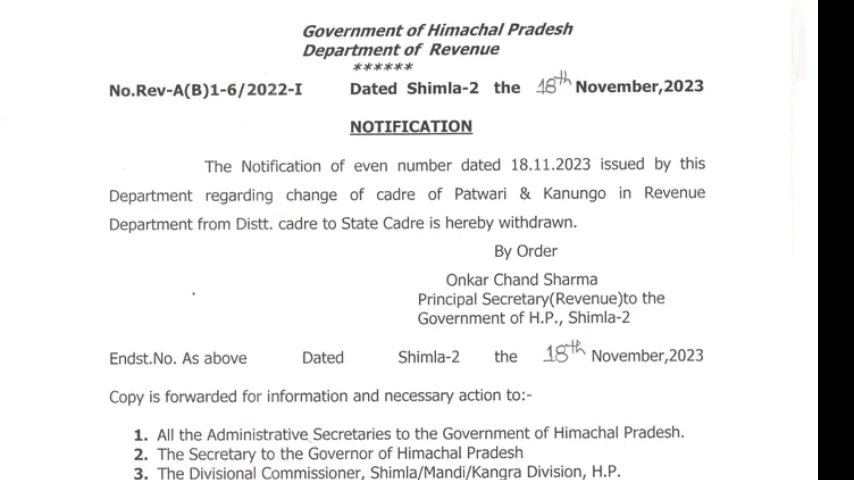 Government of Himachal Pradesh
Department of Revenue
******
No.Rev-A(B)1-6/2022-I Dated Shimla-2 the 18th November,2023
NOTIFICATION
The Notification of even number dated 18.11.2023 issued by this
Department regarding change of cadre of Patwari & Kanungo in Revenue
Department from Distt. cadre to State Cadre is hereby withdrawn.
By Order
Onkar Chand Sharma
Principal Secretary(Revenue)to the
Government of H.P., Shimla-2
Endst.No. As above Dated Shimla-2 the 18th November,2023
Copy is forwarded for information and necessary action to:-
1. All the Administrative Secretaries to the Government of Himachal Pradesh.
2. The Secretary to the Governor of Himachal Pradesh
3. The Divisional Commissioner, Shimla/Mandi/Kangra Division, H.P.